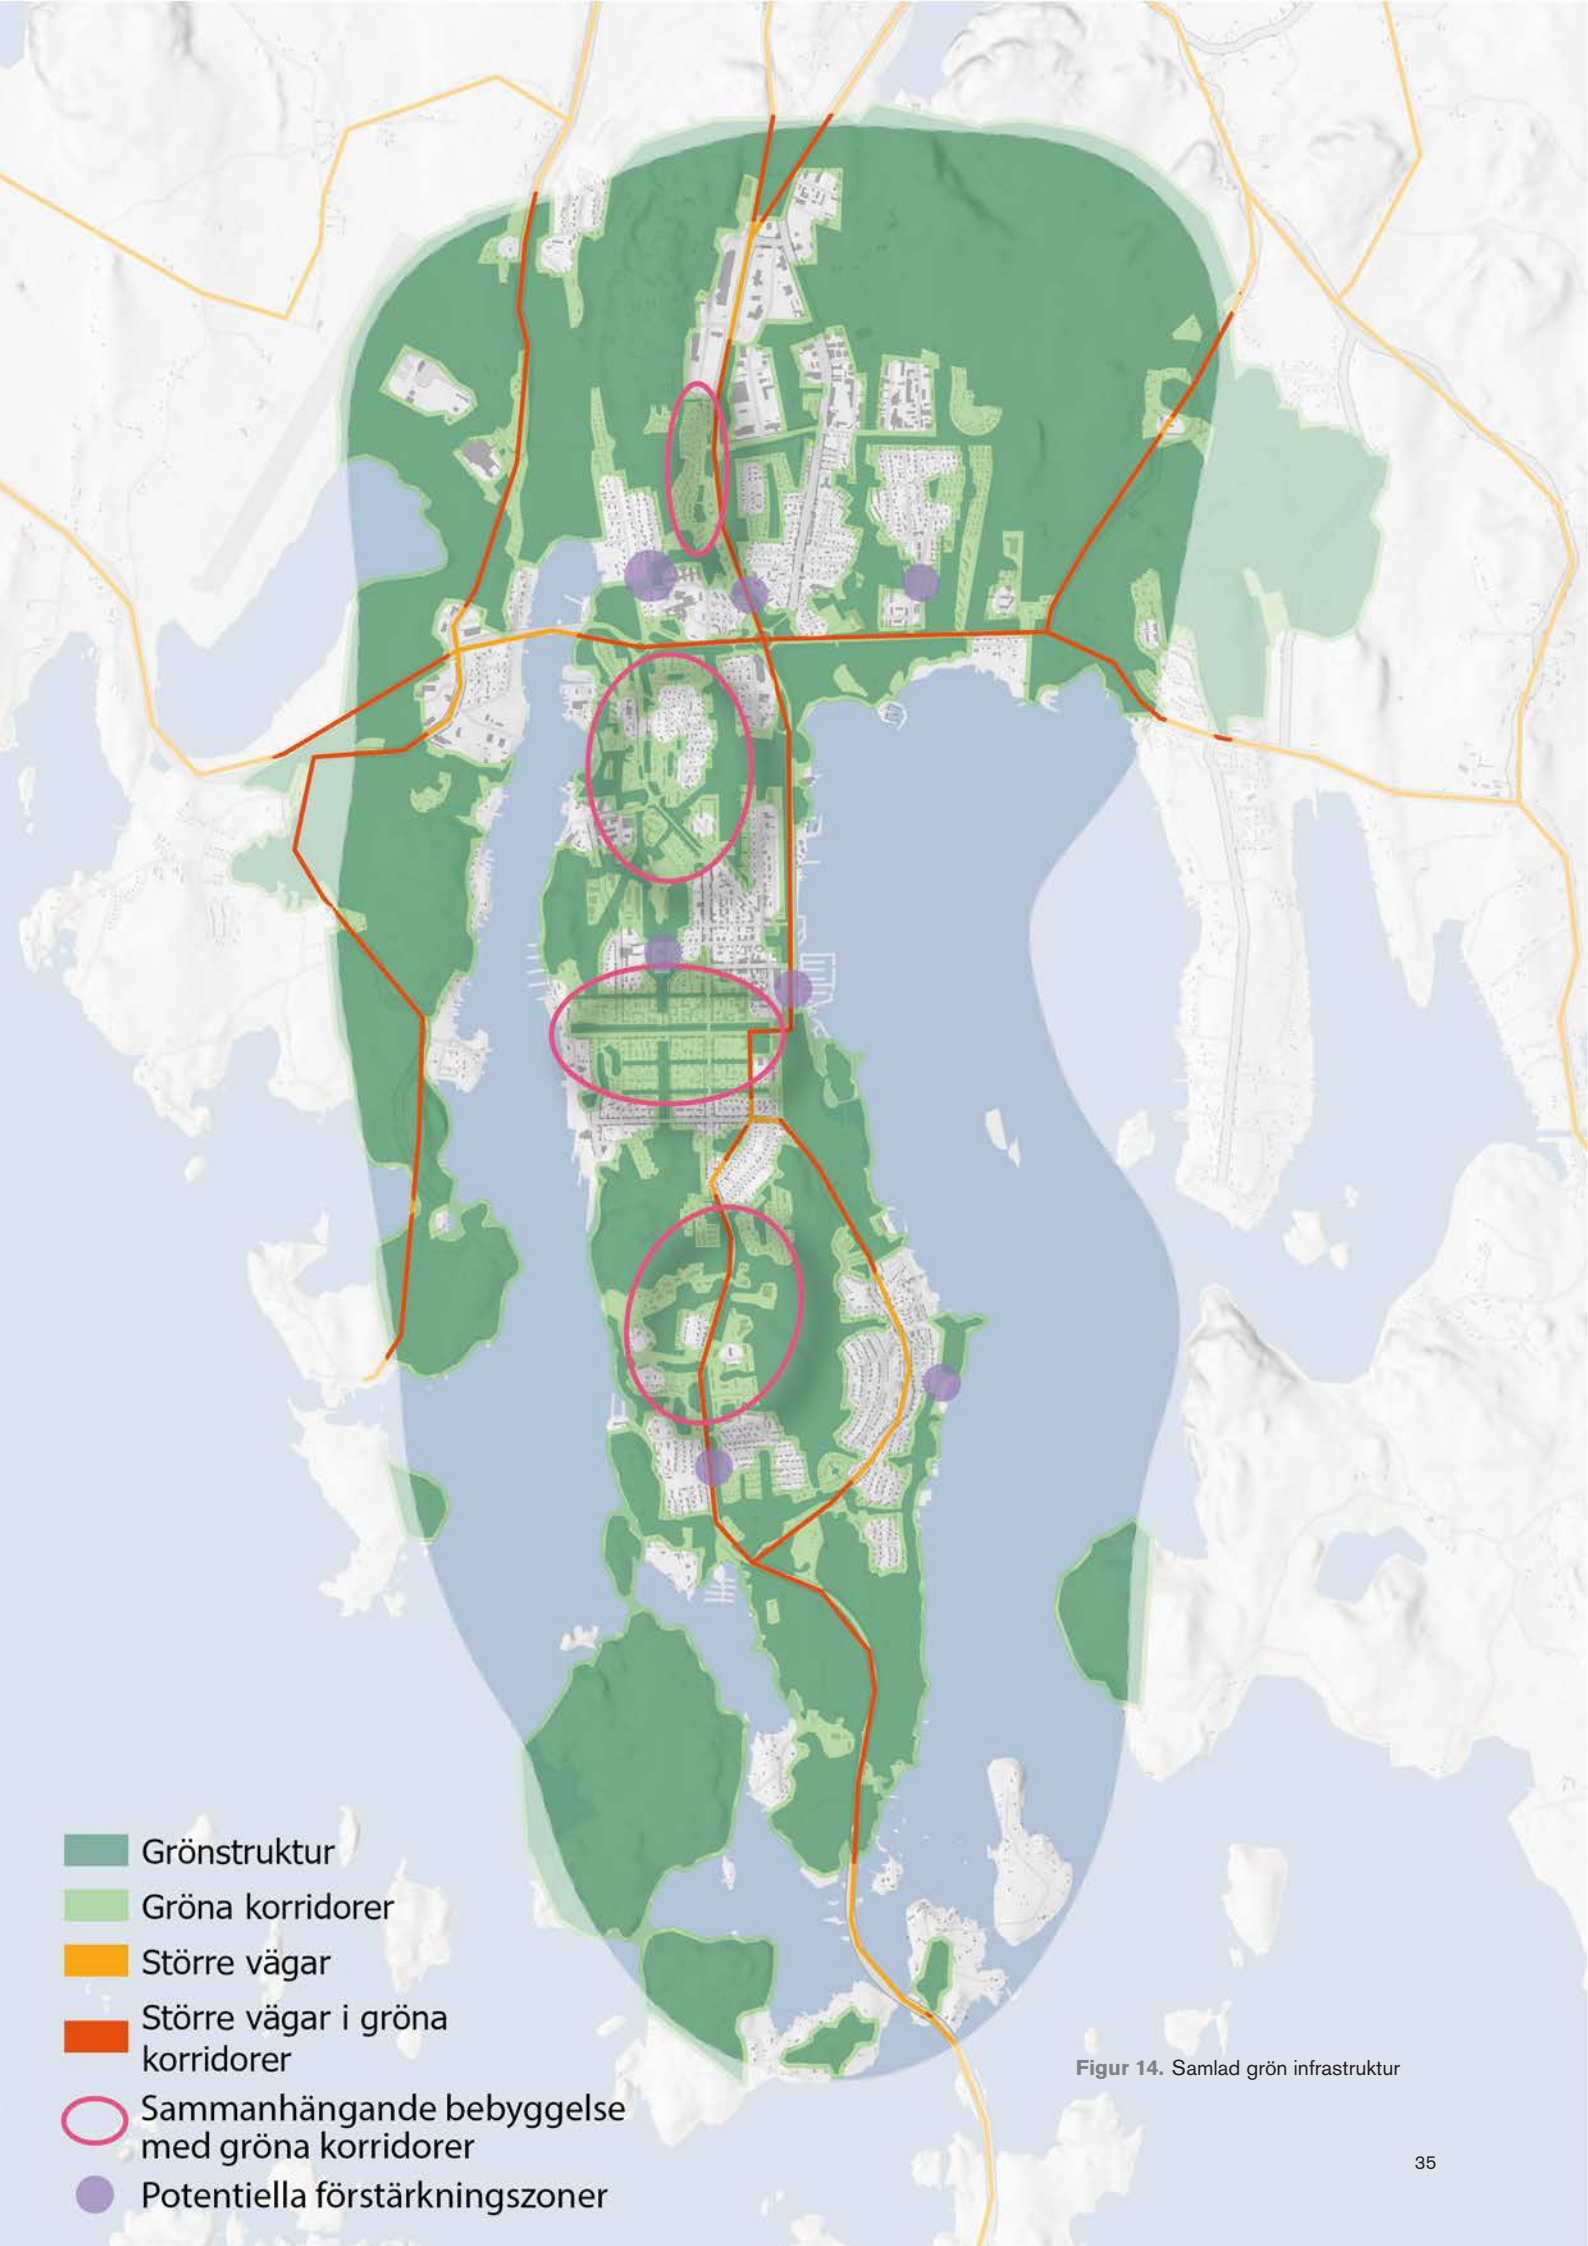 Grönstruktur
Gröna korridorer
Större vägar
Större vägar i gröna
korridorer
Sammanhängande bebyggelse
med gröna korridorer
Potentiella förstärkningszoner
Figur 14. Samlad grön infrastruktur
35